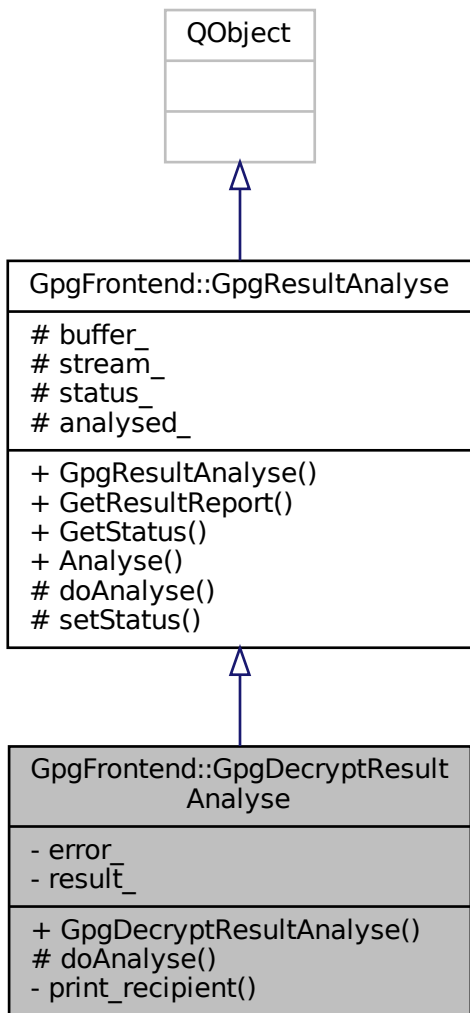 QObject
GpgFrontend::GpgResultAnalyse
# buffer_
# stream_
# status_
# analysed_
+ GpgResultAnalyse()
+ GetResultReport()
+ GetStatus()
+ Analyse()
# doAnalyse()
# setStatus()
GpgFrontend::GpgDecryptResult
Analyse
- error_
- result_
+ GpgDecryptResultAnalyse()
# doAnalyse()
- print_recipient()